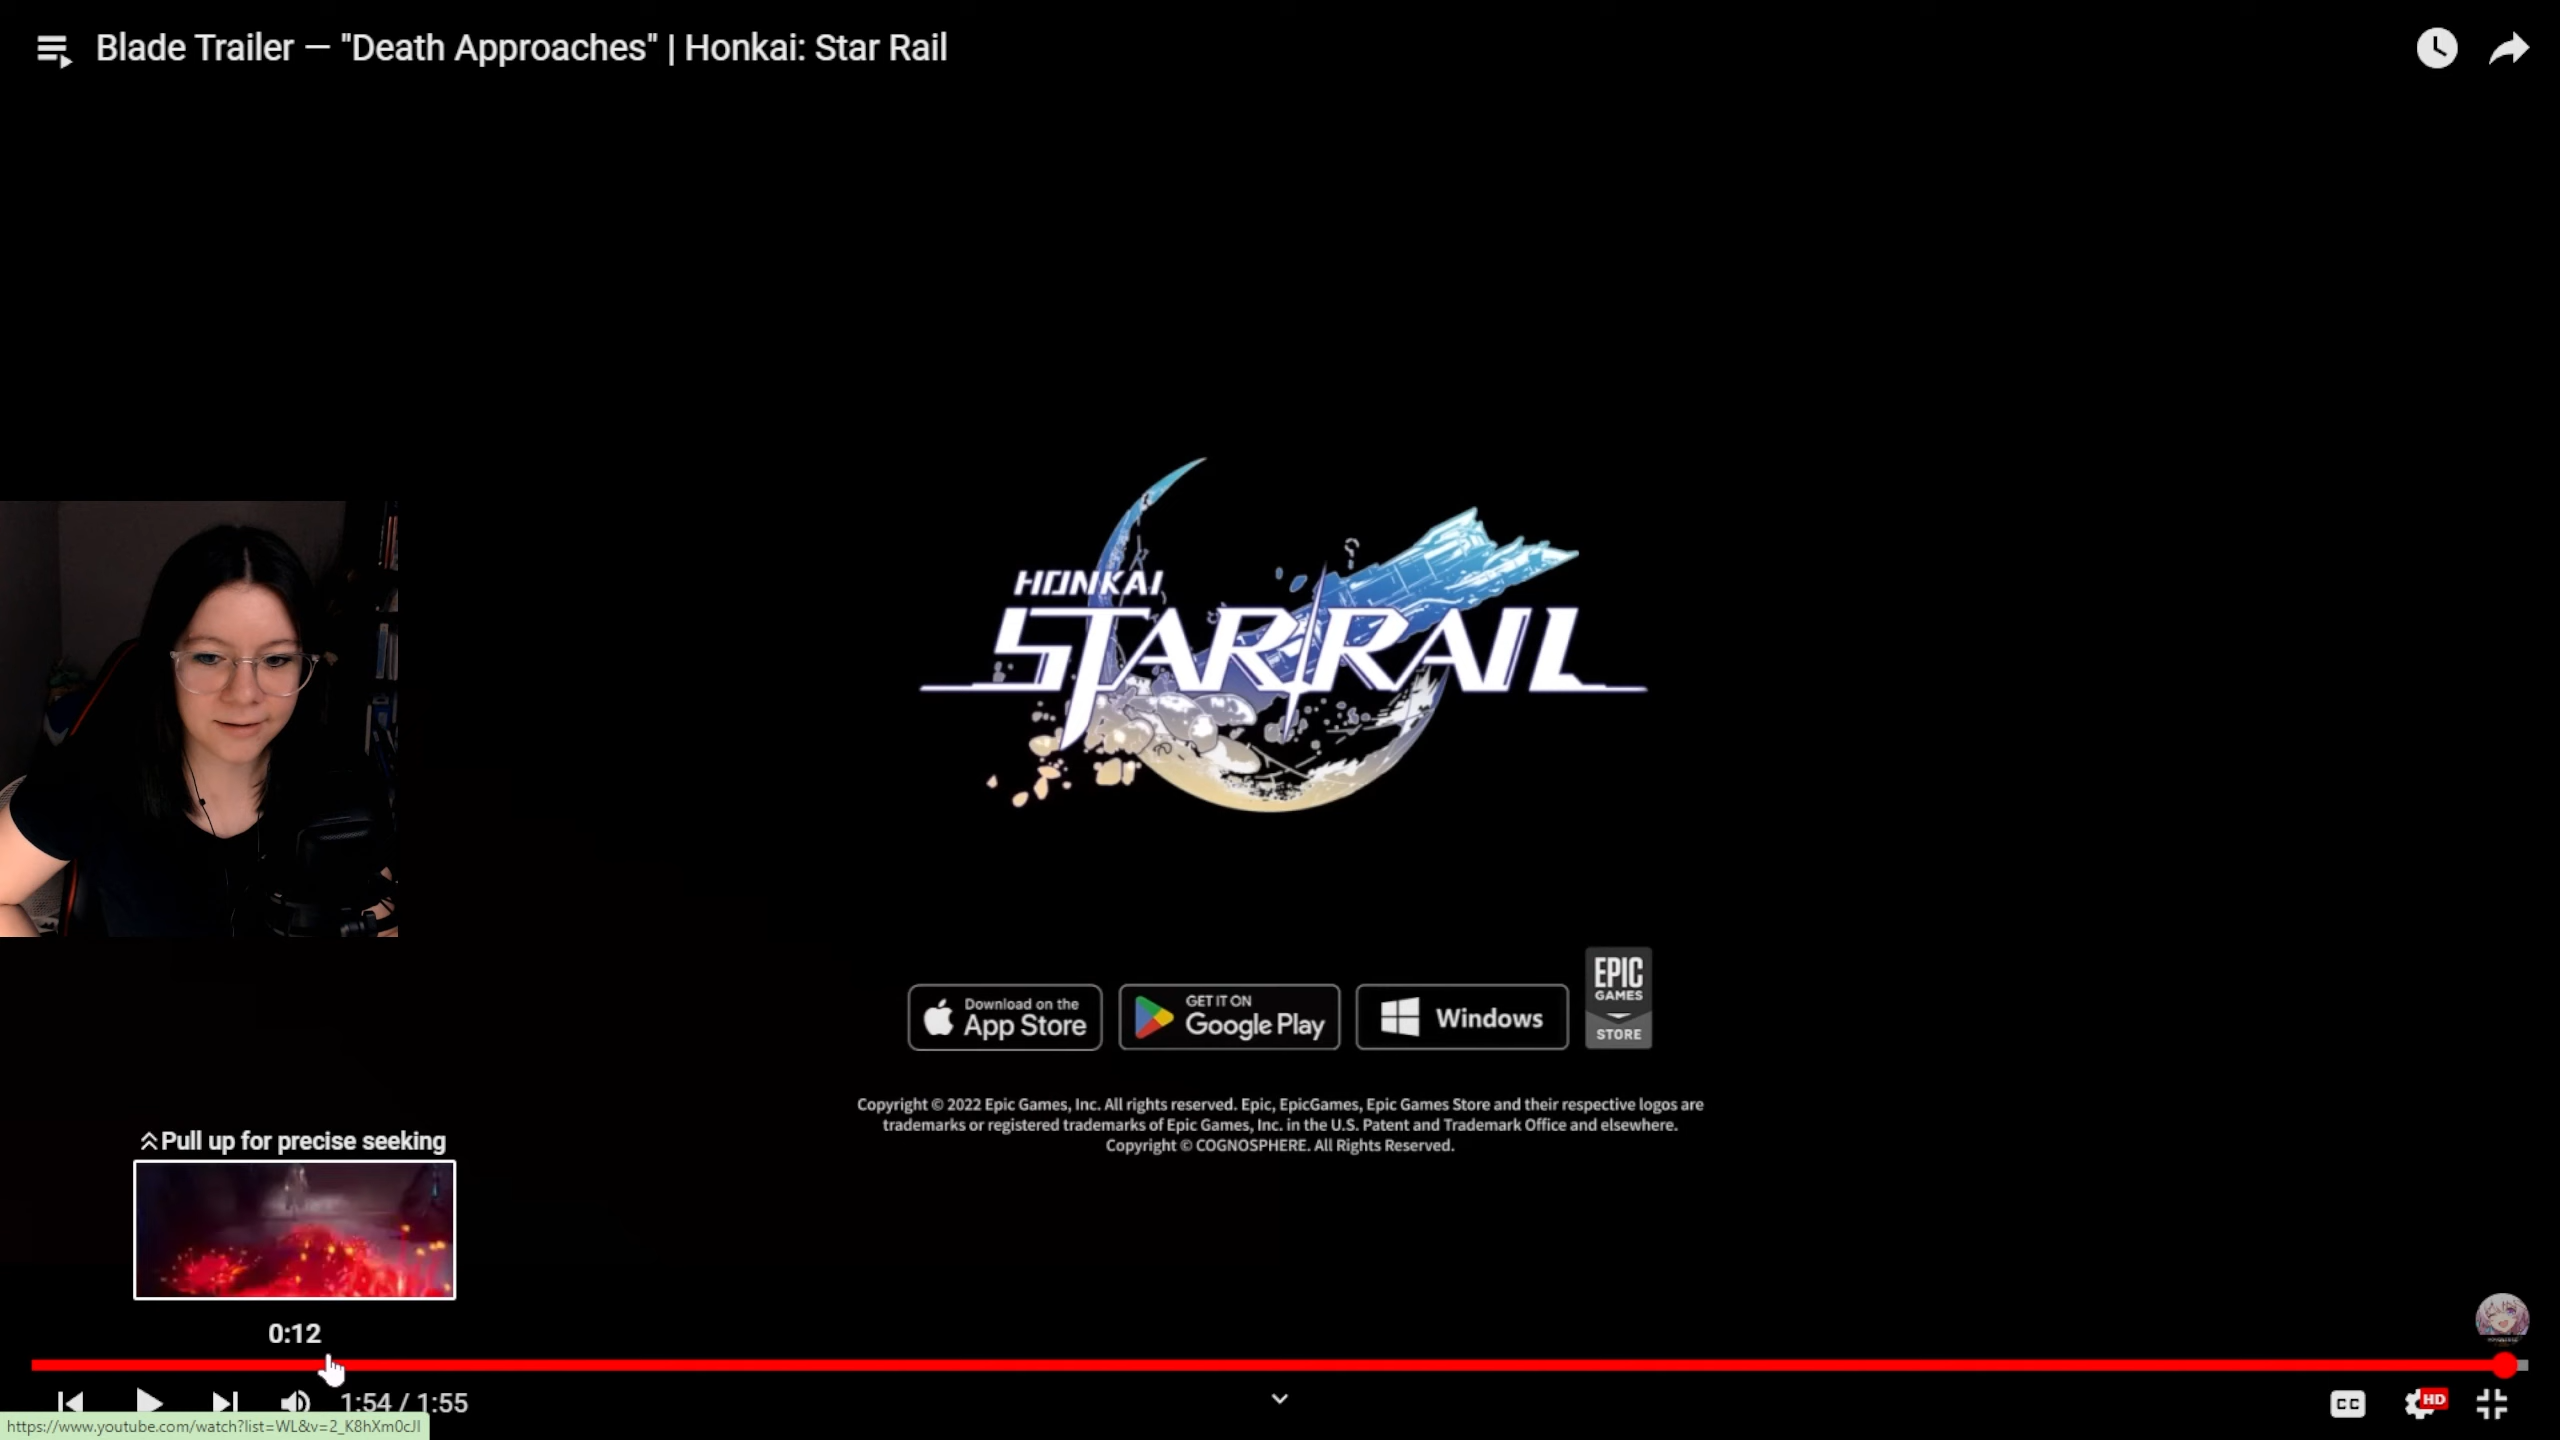 Blade Trailer — "Death Approaches" | Honkai: Star Rail
HONKAI
STAR RAIL
Download on the
App Store
GET IT ON
Google Play
Windows
EPIC
GAMES
STORE
Copyright © 2022 Epic Games, Inc. All rights reserved. Epic, EpicGames, Epic Games Store and their respective logos are
trademarks or registered trademarks of Epic Games, Inc. in the U.S. Patent and Trademark Office and elsewhere.
Copyright © COGNOSPHERE. All Rights Reserved.
Pull up for precise seeking
0:12
1:54 / 1:55
CC
HD
https://www.youtube.com/watch?list=WL&v=2_K8hXm0cJI